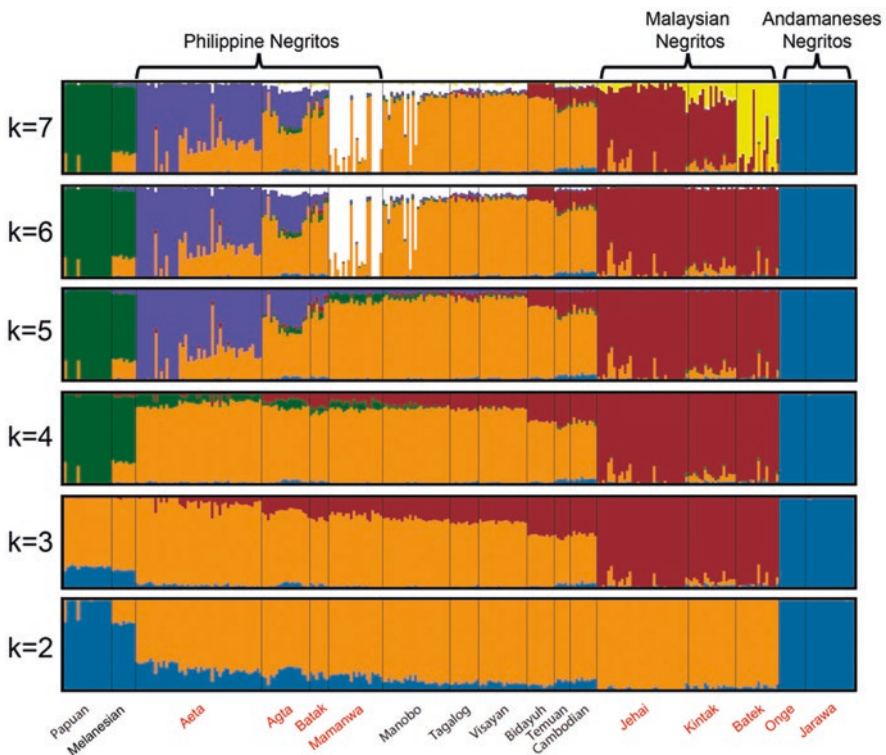 Philippine Negritos
Malaysian
Negritos
Andamaneses
Negritos
k=7
k=6
k=5
k=4
k=3
k=2
Papuan
Melanesian
Aeta
Agta
Batak
Mamanwa
Manobo
Tagalog
Visayan
Bidayuh
Temuan
Cambodian
Jehai
Kintak
Batek
Onge
Jarawa